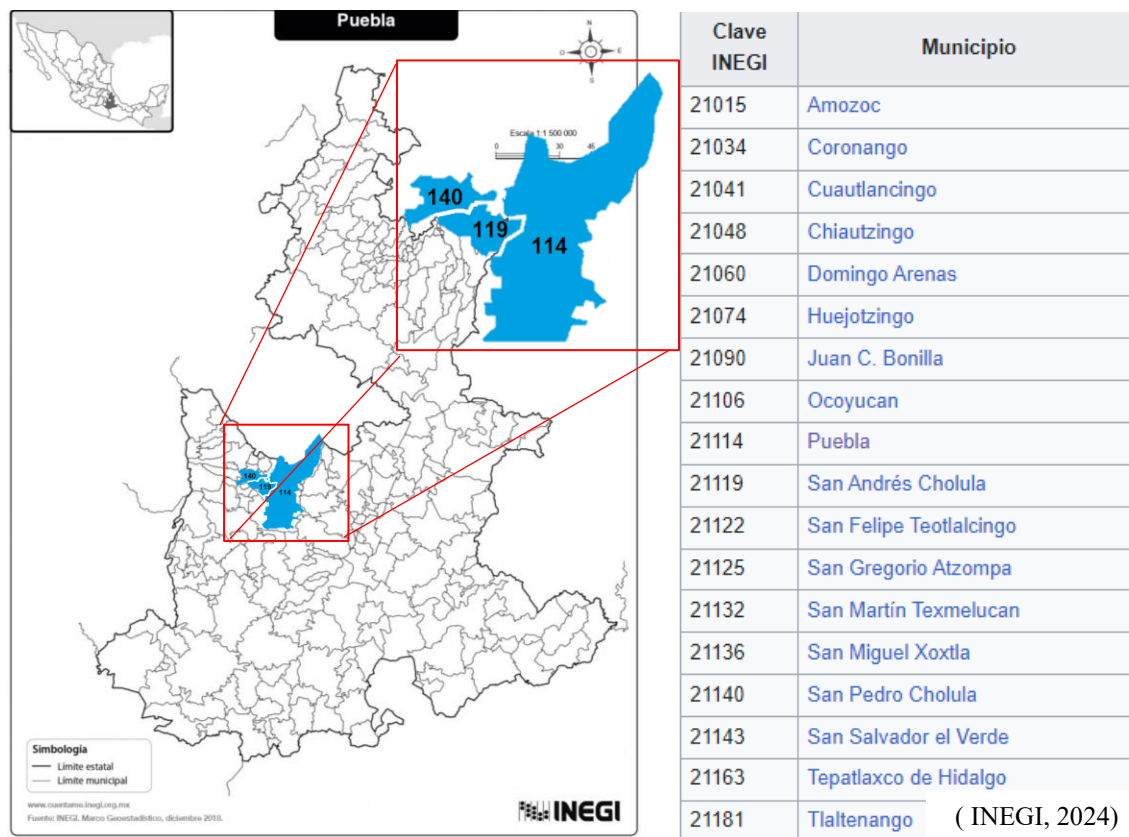 Puebla
N
O
E
S
Escala 1:1 500 000
0 30 45
140
119
114
140
119
114
Simbología
Límite estatal
Límite municipal
www.cuentame.inegi.org.mx
Fuente: INEGI. Marco Geoestadístico, diciembre 2018.
INEGI
Clave INEGI Municipio
21015 Amozoc
21034 Coronango
21041 Cuautlancingo
21048 Chiautzingo
21060 Domingo Arenas
21074 Huejotzingo
21090 Juan C. Bonilla
21106 Ocoyucan
21114 Puebla
21119 San Andrés Cholula
21122 San Felipe Teotlalcingo
21125 San Gregorio Atzompa
21132 San Martín Texmelucan
21136 San Miguel Xoxtla
21140 San Pedro Cholula
21143 San Salvador el Verde
21163 Tepatlaxco de Hidalgo
21181 Tlaltenango
( INEGI, 2024)